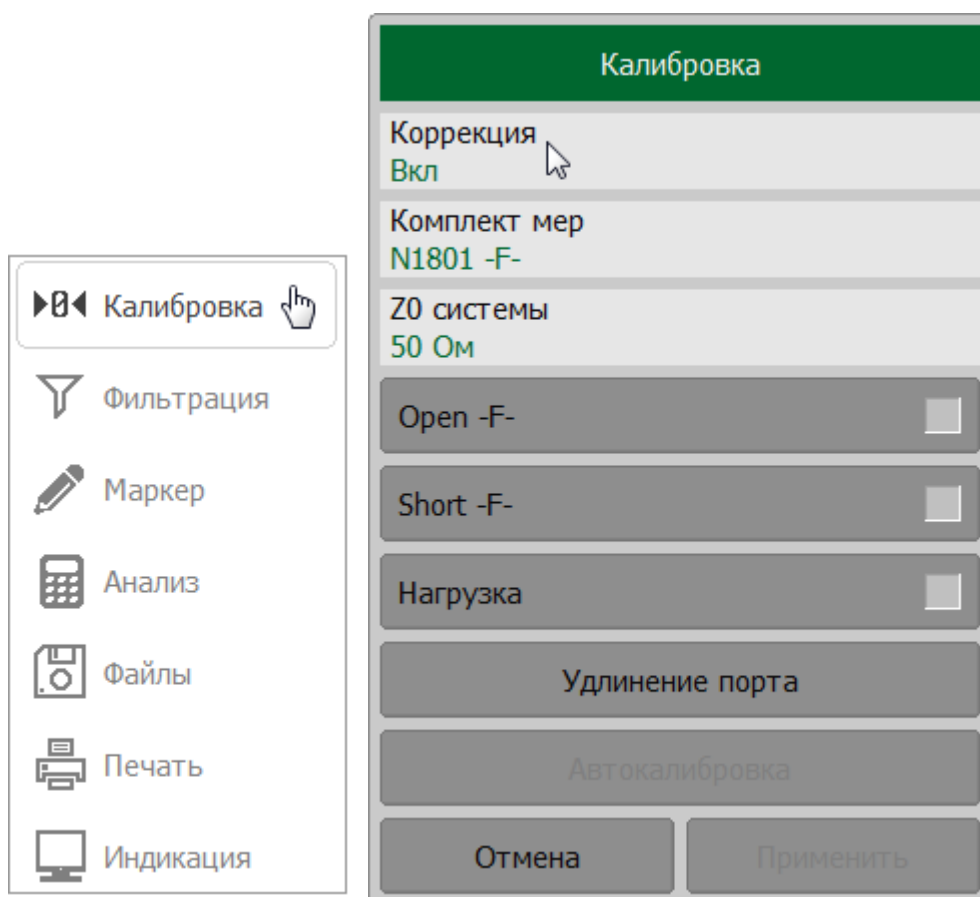 Калибровка
Фильтрация
Маркер
Анализ
Файлы
Печать
Индикация
Калибровка
Коррекция
Вкл
Комплект мер
N1801 -F-
Z0 системы
50 Ом
Open -F-
Short -F-
Нагрузка
Удлинение порта
Автокалибровка
Отмена
Применить